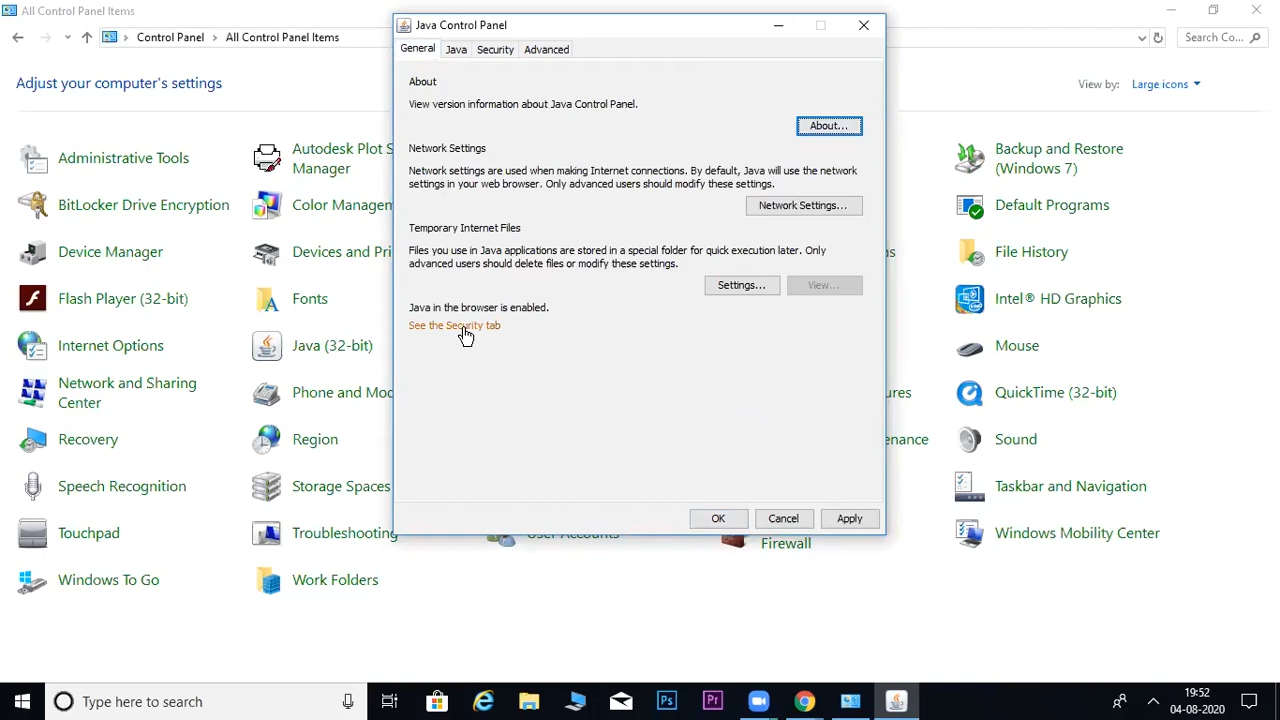 All Control Panel Items
Control Panel
All Control Panel Items
Search Co...
Adjust your computer's settings
View by:
Large icons
Java Control Panel
General
Java
Security
Advanced
About
View version information about Java Control Panel.
About...
Network Settings
Network settings are used when making Internet connections. By default, Java will use the network
settings in your web browser. Only advanced users should modify these settings.
Network Settings...
Temporary Internet Files
Files you use in Java applications are stored in a special folder for quick execution later. Only
advanced users should delete files or modify these settings.
Settings...
View...
Java in the browser is enabled.
See the Security tab
OK
Cancel
Apply
Administrative Tools
Autodesk Plot S
Manager
Backup and Restore
(Windows 7)
BitLocker Drive Encryption
Color Managem
Default Programs
Device Manager
Devices and Pri
File History
Flash Player (32-bit)
Fonts
Intel® HD Graphics
Internet Options
Java (32-bit)
Mouse
Network and Sharing
Center
Phone and Mod
QuickTime (32-bit)
Recovery
Region
enance
Sound
Speech Recognition
Storage Spaces
Taskbar and Navigation
Touchpad
Troubleshooting
User Accounts
Firewall
Windows Mobility Center
Windows To Go
Work Folders
Type here to search
Ps
Pr
19:52
04-08-2020